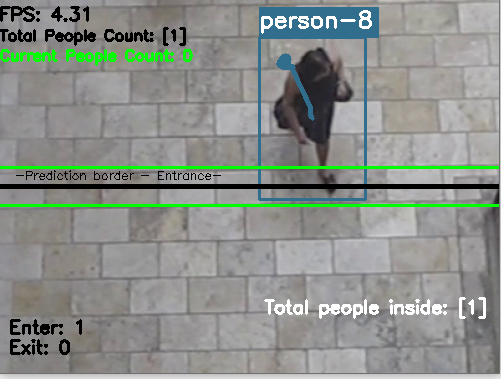 FPS: 4.31
person-8
Total People Count: [1]
Current People Count: 0
-Prediction border - Entrance-
Total people inside: [1]
Enter: 1
Exit: 0